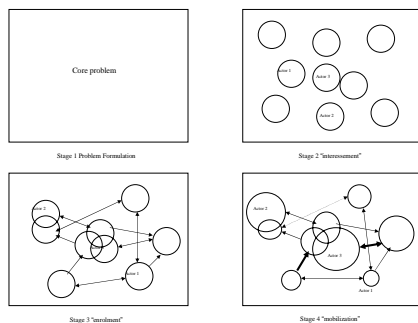 Core problem
Stage 1 Problem Formulation
Actor 1
Actor 3
Actor 2
Stage 2 "interessement"
Actor 2
Actor 1
Stage 3 "enrolment"
Actor 2
Actor 3
Actor 1
Stage 4 "mobilization"